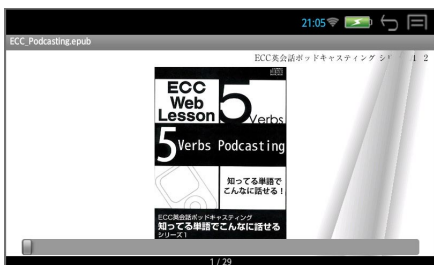 21:05
ECC_Podcasting.epub
ECC英会話ポッドキャスティング シリ 1 2
ECC
Web
Lesson
5
Verbs
5 Verbs Podcasting
知ってる単語で
こんなに話せる!
ECC英会話ポッドキャスティング
知ってる単語でこんなに話せる
シリーズ1
1 / 29